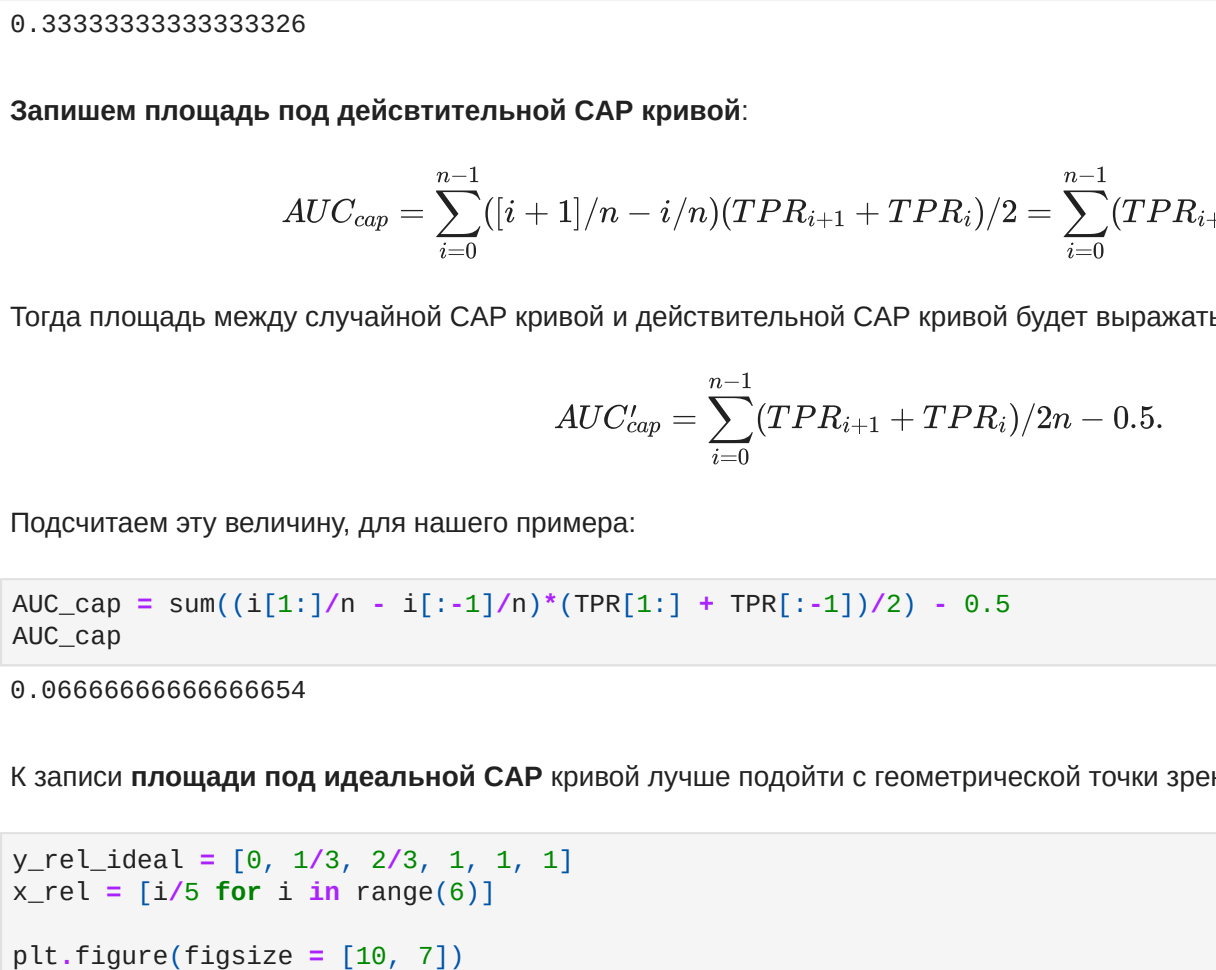 0.33333333333333326
Запишем площадь под дейсвтительной CAP кривой:
AUC_{cap} = \sum_{i=0}^{n-1}([i + 1]/n − i/n)(TPR_{i+1} + TPR_i)/2 = \sum_{i=0}^{n-1}(TPR_{i+
Тогда площадь между случайной CAP кривой и действительной CAP кривой будет выражать
AUC'_{cap} = \sum_{i=0}^{n-1}(TPR_{i+1} + TPR_i)/2n − 0.5.
Подсчитаем эту величину, для нашего примера:
AUC_cap = sum((i[1:]/n - i[:-1]/n)*(TPR[1:] + TPR[:-1])/2) - 0.5
AUC_cap
0.06666666666666654
К записи площади под идеальной CAP кривой лучше подойти с геометрической точки зрен
y_rel_ideal = [0, 1/3, 2/3, 1, 1, 1]
x_rel = [i/5 for i in range(6)]
plt.figure(figsize = [10, 7])